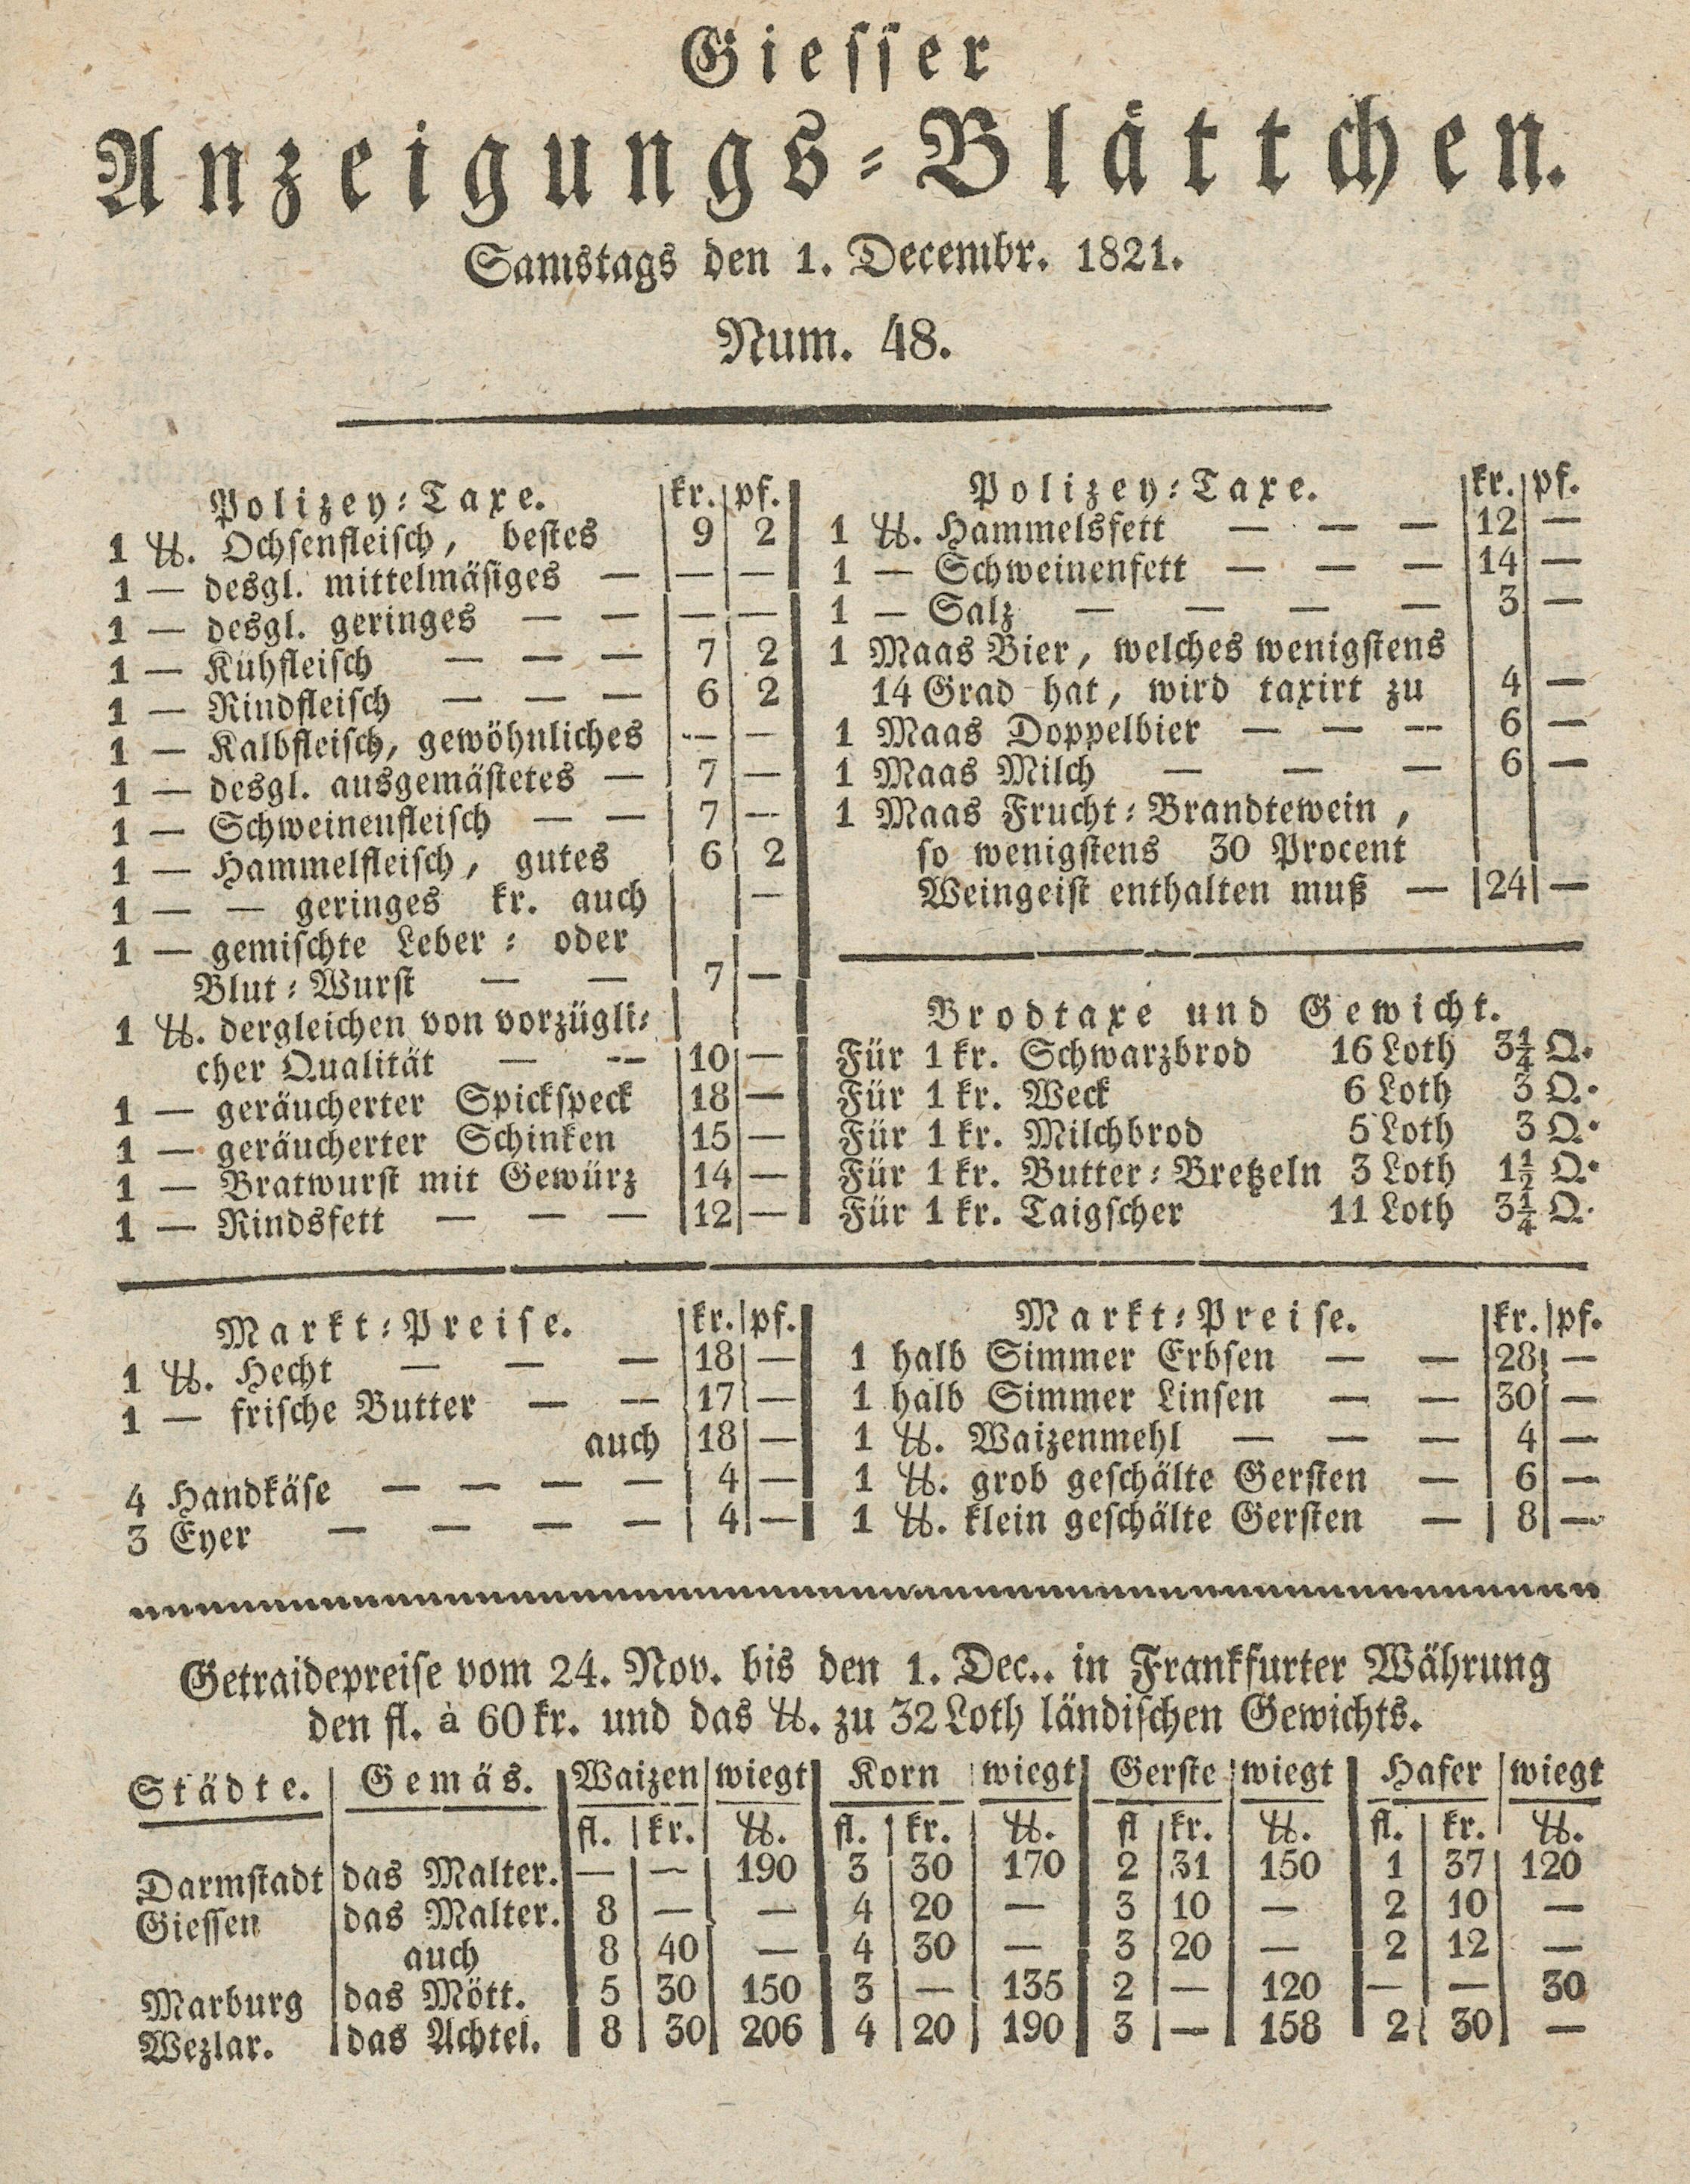 Giesser
Anzeigungs-Blättchen.
Samstags den 1. Decembr. 1821.
Num. 48.
Polizey-Taxe. kr. pf.
1 ℔. Ochsenfleisch, bestes 9 2
1 — desgl. mittelmäsiges — — —
1 — desgl. geringes — — — —
1 — Kühfleisch — — — 7 2
1 — Rindfleisch — — — 6 2
1 — Kalbfleisch, gewöhnliches — —
1 — desgl. ausgemästetes — 7 —
1 — Schweinenfleisch — — 7 —
1 — Hammelfleisch, gutes 6 2
1 — — geringes kr. auch —
1 — gemischte Leber- oder
Blut-Wurst — — 7 —
1 ℔. dergleichen von vorzügli-
cher Qualität — — 10 —
1 — geräucherter Spickspeck 18 —
1 — geräucherter Schinken 15 —
1 — Bratwurst mit Gewürz 14 —
1 — Rindsfett — — — 12 —
Polizey-Taxe. kr. pf.
1 ℔. Hammelsfett — — — 12 —
1 — Schweinenfett — — — 14 —
1 — Salz — — — — 3 —
1 Maas Bier, welches wenigstens
14 Grad hat, wird taxirt zu 4 —
1 Maas Doppelbier — — — 6 —
1 Maas Milch — — — 6 —
1 Maas Frucht-Brandtewein,
so wenigstens 30 Procent
Weingeist enthalten muß — 24 —
Brodtaxe und Gewicht.
Für 1 kr. Schwarzbrod 16 Loth 3¼ Q.
Für 1 kr. Weck 6 Loth 3 Q.
Für 1 kr. Milchbrod 5 Loth 3 Q.
Für 1 kr. Butter-Bretzeln 3 Loth 1½ Q.
Für 1 kr. Taigscher 11 Loth 3¼ Q.
Markt-Preise. kr. pf.
1 ℔. Hecht — — — 18 —
1 — frische Butter — — 17 —
auch 18 —
4 Handkäse — — — — 4 —
3 Eyer — — — — 4 —
Markt-Preise. kr. pf.
1 halb Simmer Erbsen — — 28 —
1 halb Simmer Linsen — — 30 —
1 ℔. Waizenmehl — — — 4 —
1 ℔. grob geschälte Gersten — 6 —
1 ℔. klein geschälte Gersten — 8 —
Getraidepreise vom 24. Nov. bis den 1. Dec.. in Frankfurter Währung
den fl. à 60 kr. und das ℔. zu 32 Loth ländischen Gewichts.
Städte. Gemäs. Waizen wiegt Korn wiegt Gerste wiegt Hafer wiegt
fl. kr. ℔. fl. kr. ℔. fl kr. ℔. fl. kr. ℔.
Darmstadt das Malter. — — 190 3 30 170 2 31 150 1 37 120
Giessen das Malter. 8 — — 4 20 — 3 10 — 2 10 —
auch 8 40 — 4 30 — 3 20 — 2 12 —
Marburg das Mött. 5 30 150 3 — 135 2 — 120 — — 30
Wezlar. das Achtel. 8 30 206 4 20 190 3 — 158 2 30 —